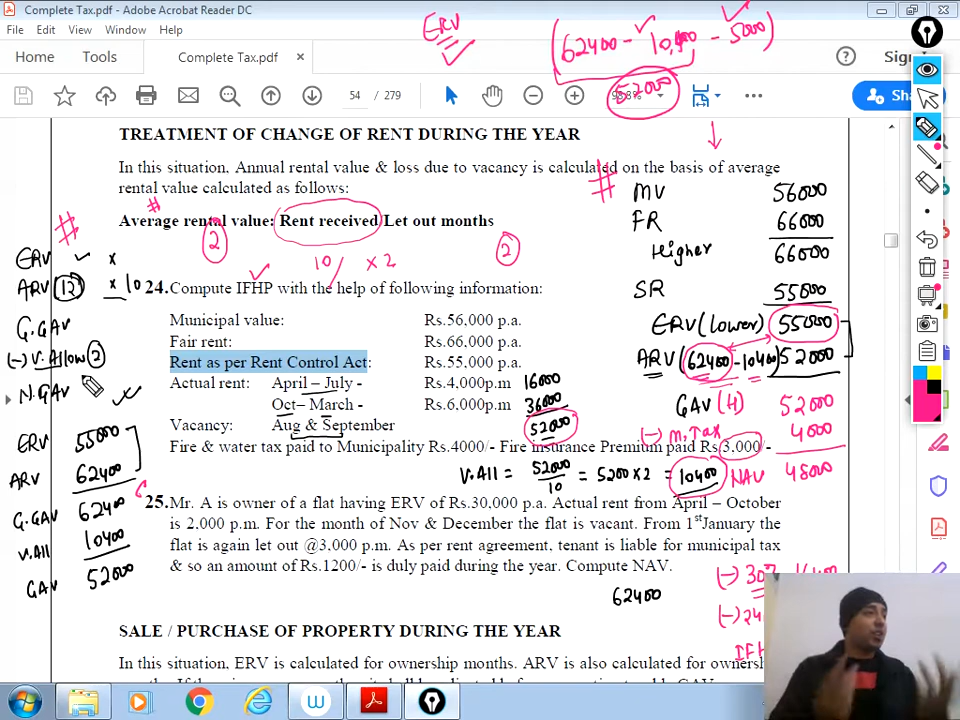 Complete Tax.pdf - Adobe Acrobat Reader DC
File Edit View Window Help
Home Tools Complete Tax.pdf × Sign
54 / 279
ERV
(62400 - 10,400 - 5000)
52000
TREATMENT OF CHANGE OF RENT DURING THE YEAR
In this situation, Annual rental value & loss due to vacancy is calculated on the basis of average
rental value calculated as follows:
Average rental value: Rent received Let out months
# 2 2
10 / × 2
24. Compute IFHP with the help of following information:
Municipal value: Rs.56,000 p.a.
Fair rent: Rs.66,000 p.a.
Rent as per Rent Control Act: Rs.55,000 p.a.
Actual rent: April – July - Rs.4,000p.m 16000
Oct – March - Rs.6,000p.m 36000
Vacancy: Aug & September 52000
Fire & water tax paid to Municipality Rs.4000/- Fire insurance Premium paid Rs.3,000/-
V.All = 52000/10 = 5200×2 = 10400
25. Mr. A is owner of a flat having ERV of Rs.30,000 p.a. Actual rent from April – October
is 2,000 p.m. For the month of Nov & December the flat is vacant. From 1st January the
flat is again let out @3,000 p.m. As per rent agreement, tenant is liable for municipal tax
& so an amount of Rs.1200/- is duly paid during the year. Compute NAV.
62400
SALE / PURCHASE OF PROPERTY DURING THE YEAR
In this situation, ERV is calculated for ownership months. ARV is also calculated for ownership
#
ERV ×
ARV 12 × 10
G.GAV
(-) V.Allow 2
N.GAV
ERV 55000
ARV 62400
G.GAV 62400
V.All 10400
GAV 52000
#
MV 56000
FR 66000
Higher 66000
SR 55000
ERV (lower) 55000
ARV (62400 - 10400) 52000
GAV (H) 52000
(-) M.Tax 4000
NAV 48000
(-) 30%